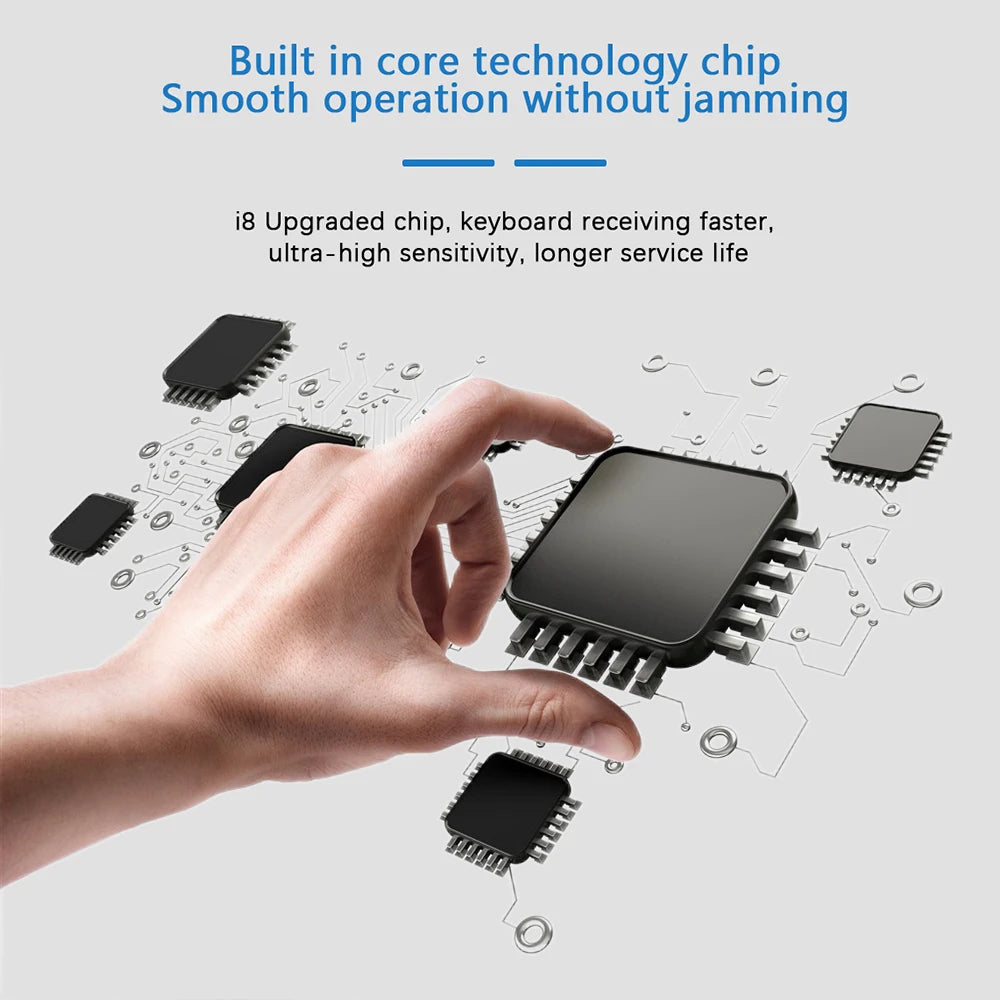 Built in core technology chip
Smooth operation without jamming
i8 Upgraded chip, keyboard receiving faster,
ultra-high sensitivity, longer service life